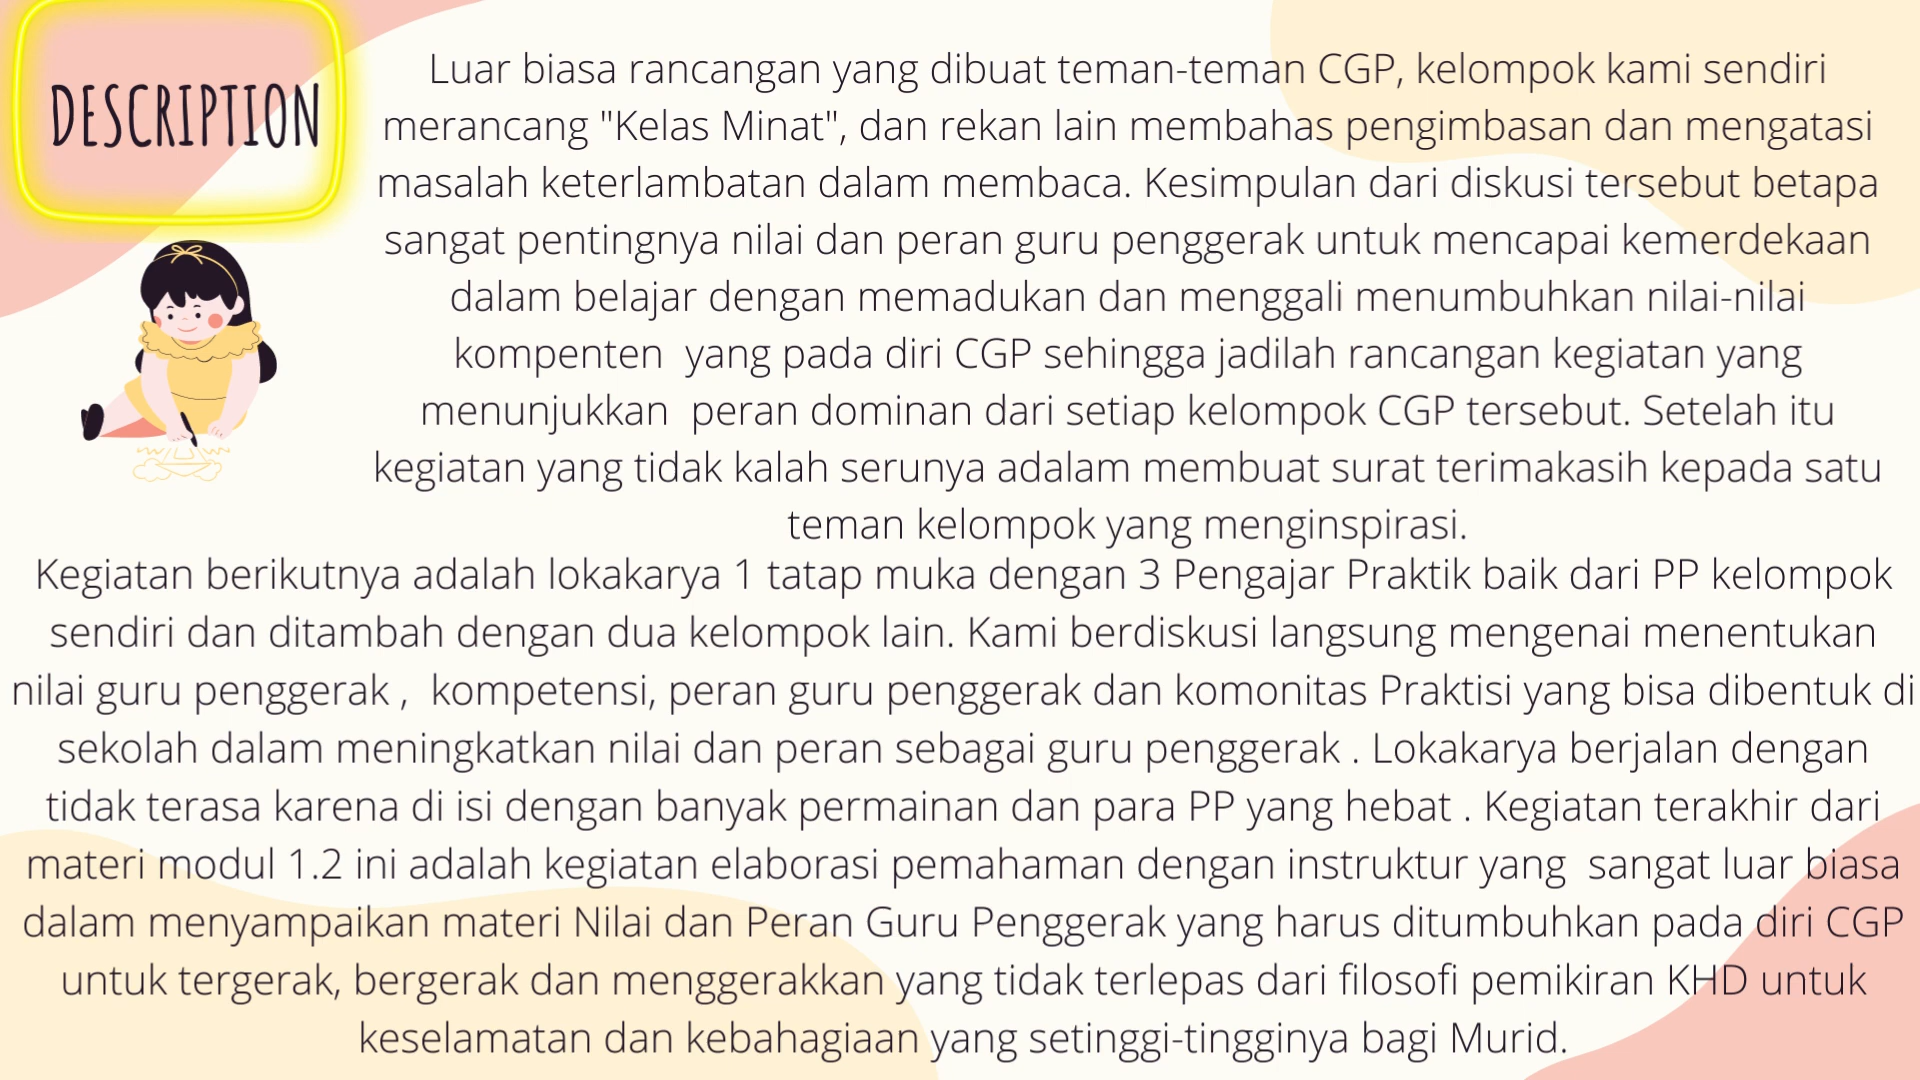 DESCRIPTION
Luar biasa rancangan yang dibuat teman-teman CGP, kelompok kami sendiri
merancang "Kelas Minat", dan rekan lain membahas pengimbasan dan mengatasi
masalah keterlambatan dalam membaca. Kesimpulan dari diskusi tersebut betapa
sangat pentingnya nilai dan peran guru penggerak untuk mencapai kemerdekaan
dalam belajar dengan memadukan dan menggali menumbuhkan nilai-nilai
kompenten  yang pada diri CGP sehingga jadilah rancangan kegiatan yang
menunjukkan  peran dominan dari setiap kelompok CGP tersebut. Setelah itu
kegiatan yang tidak kalah serunya adalam membuat surat terimakasih kepada satu
teman kelompok yang menginspirasi.
Kegiatan berikutnya adalah lokakarya 1 tatap muka dengan 3 Pengajar Praktik baik dari PP kelompok
sendiri dan ditambah dengan dua kelompok lain. Kami berdiskusi langsung mengenai menentukan
nilai guru penggerak ,  kompetensi, peran guru penggerak dan komonitas Praktisi yang bisa dibentuk di
sekolah dalam meningkatkan nilai dan peran sebagai guru penggerak . Lokakarya berjalan dengan
tidak terasa karena di isi dengan banyak permainan dan para PP yang hebat . Kegiatan terakhir dari
materi modul 1.2 ini adalah kegiatan elaborasi pemahaman dengan instruktur yang  sangat luar biasa
dalam menyampaikan materi Nilai dan Peran Guru Penggerak yang harus ditumbuhkan pada diri CGP
untuk tergerak, bergerak dan menggerakkan yang tidak terlepas dari filosofi pemikiran KHD untuk
keselamatan dan kebahagiaan yang setinggi-tingginya bagi Murid.